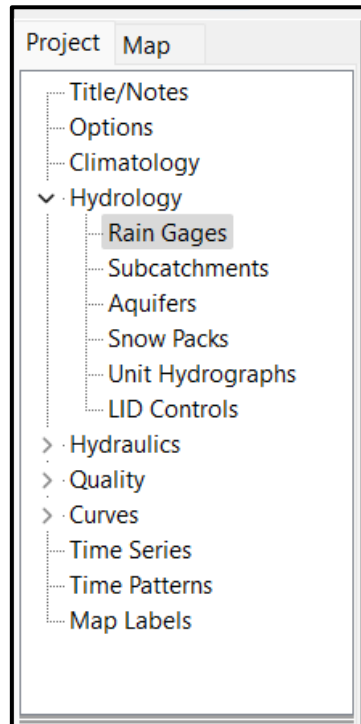 Project Map
Title/Notes
Options
Climatology
Hydrology
Rain Gages
Subcatchments
Aquifers
Snow Packs
Unit Hydrographs
LID Controls
Hydraulics
Quality
Curves
Time Series
Time Patterns
Map Labels